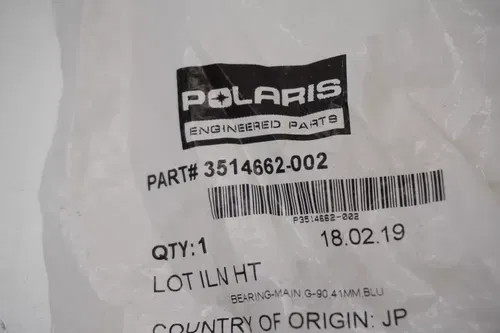 POLARIS
ENGINEERED PARTS
PART# 3514662-002
P3514662-002
QTY:1 18.02.19
LOT ILN HT
BEARING-MAIN G-90 41MM,BLU
COUNTRY OF ORIGIN: JP